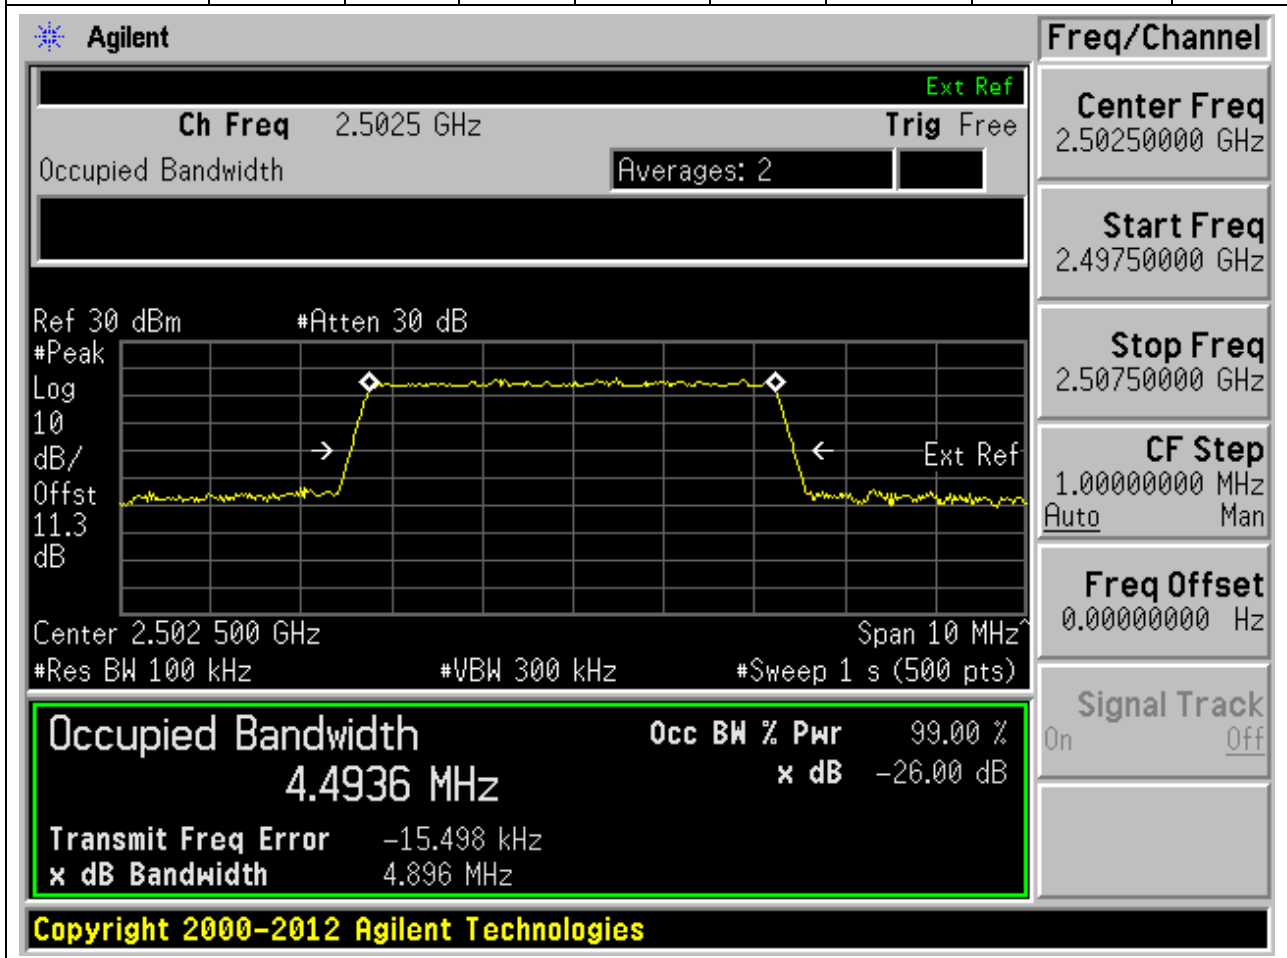 Agilent
Freq/Channel
Ext Ref
Ch Freq 2.5025 GHz Trig Free
Occupied Bandwidth Averages: 2
Center Freq
2.50250000 GHz
Start Freq
2.49750000 GHz
Stop Freq
2.50750000 GHz
CF Step
1.00000000 MHz
Auto Man
Freq Offset
0.00000000 Hz
Signal Track
On Off
Ref 30 dBm #Atten 30 dB
#Peak
Log
10
dB/
Offst
11.3
dB
Ext Ref
Center 2.502 500 GHz Span 10 MHz^
#Res BW 100 kHz #VBW 300 kHz #Sweep 1 s (500 pts)
Occupied Bandwidth Occ BW % Pwr 99.00 %
4.4936 MHz x dB -26.00 dB
Transmit Freq Error -15.498 kHz
x dB Bandwidth 4.896 MHz
Copyright 2000-2012 Agilent Technologies